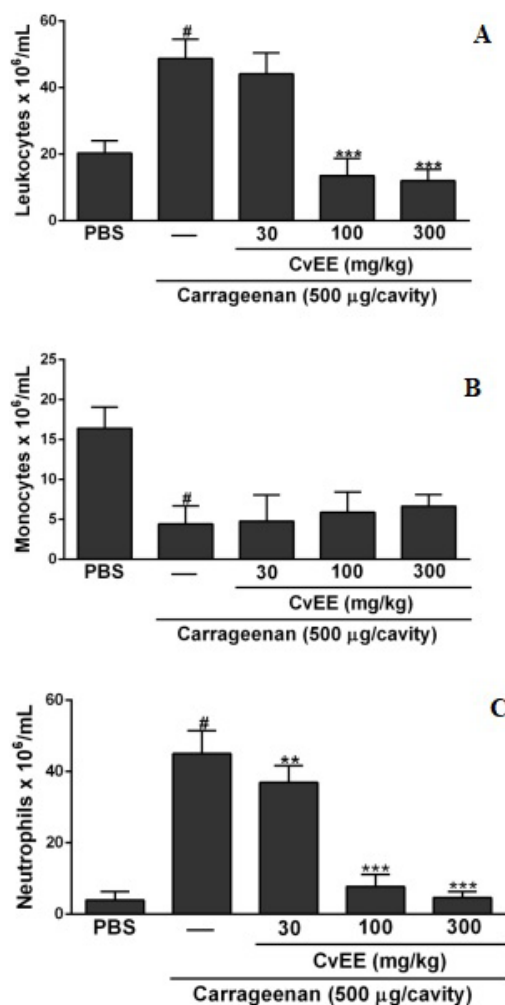 A
Leukocytes x 10⁶/mL
60
40
20
0
#
***
***
PBS
—
30
100
300
CvEE (mg/kg)
Carrageenan (500 µg/cavity)
B
Monocytes x 10⁶/mL
25
20
15
10
5
0
#
PBS
—
30
100
300
CvEE (mg/kg)
Carrageenan (500 µg/cavity)
C
Neutrophils x 10⁶/mL
60
40
20
0
#
**
***
***
PBS
—
30
100
300
CvEE (mg/kg)
Carrageenan (500 µg/cavity)